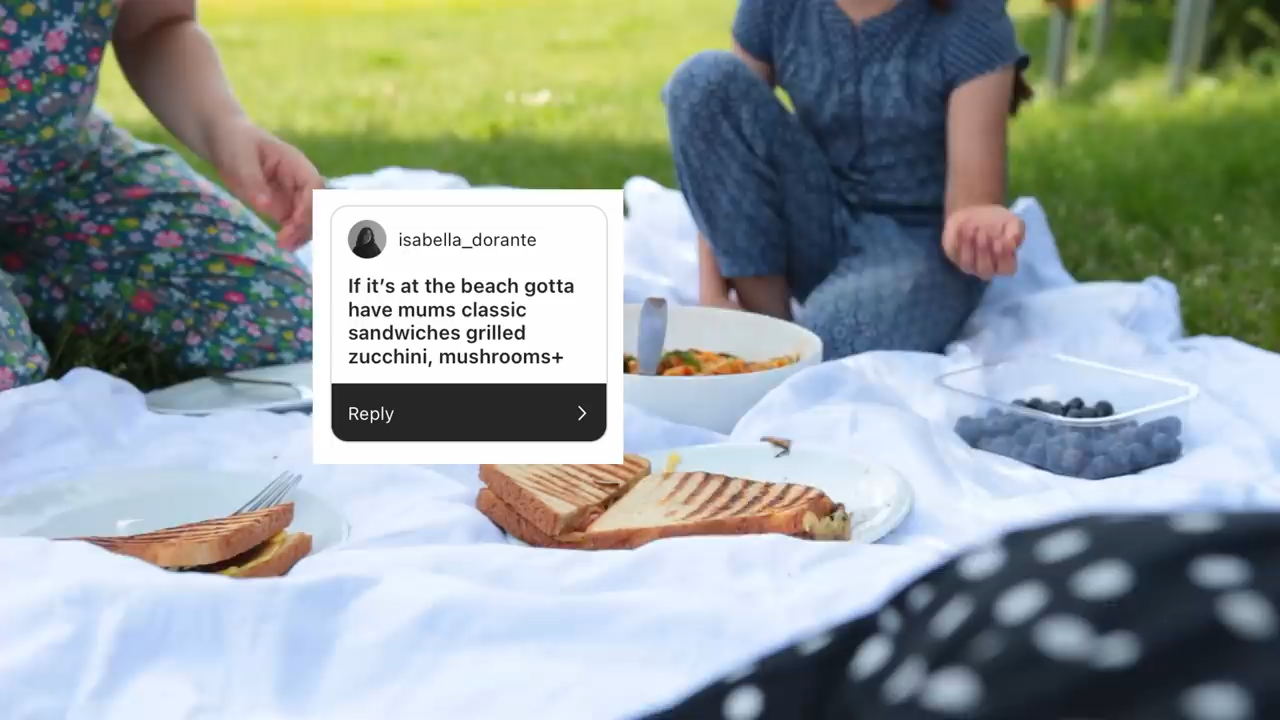 isabella_dorante
If it’s at the beach gotta
have mums classic
sandwiches grilled
zucchini, mushrooms+
Reply